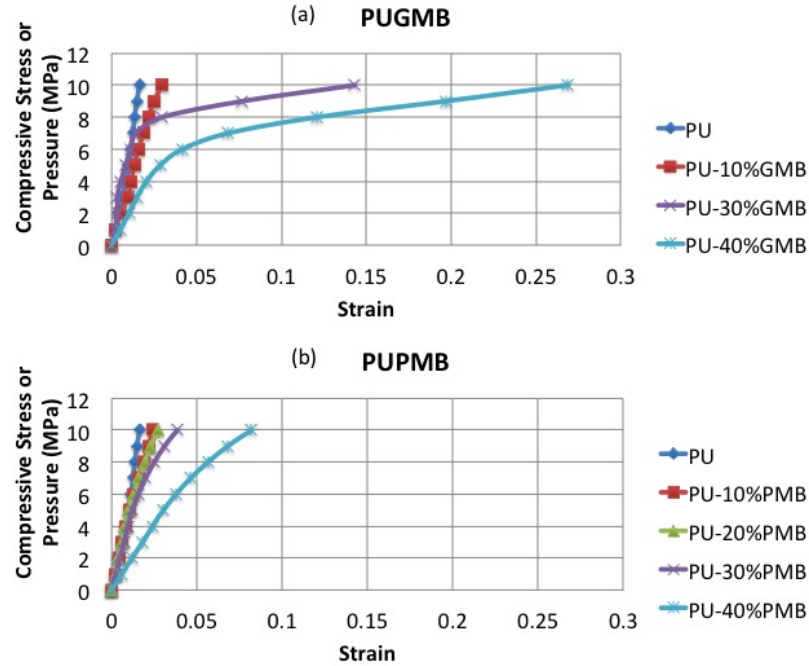 (a) PUGMB
Compressive Stress or
Pressure (MPa)
12
10
8
6
4
2
0
0 0.05 0.1 0.15 0.2 0.25 0.3
Strain
PU
PU-10%GMB
PU-30%GMB
PU-40%GMB
(b) PUPMB
Compressive Stress or
Pressure (MPa)
12
10
8
6
4
2
0
0 0.05 0.1 0.15 0.2 0.25 0.3
Strain
PU
PU-10%PMB
PU-20%PMB
PU-30%PMB
PU-40%PMB